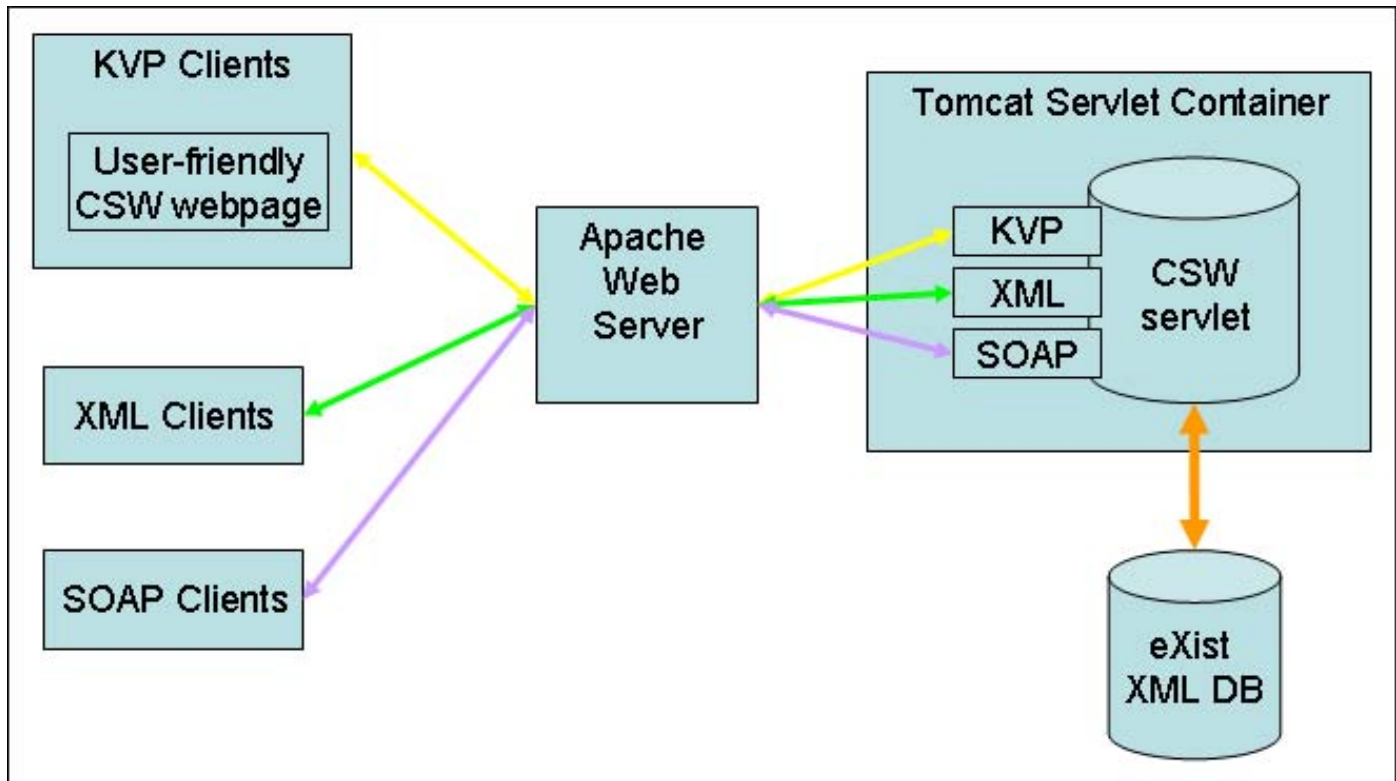 KVP Clients
User-friendly
CSW webpage
XML Clients
SOAP Clients
Apache
Web
Server
Tomcat Servlet Container
KVP
XML
SOAP
CSW
servlet
eXist
XML DB